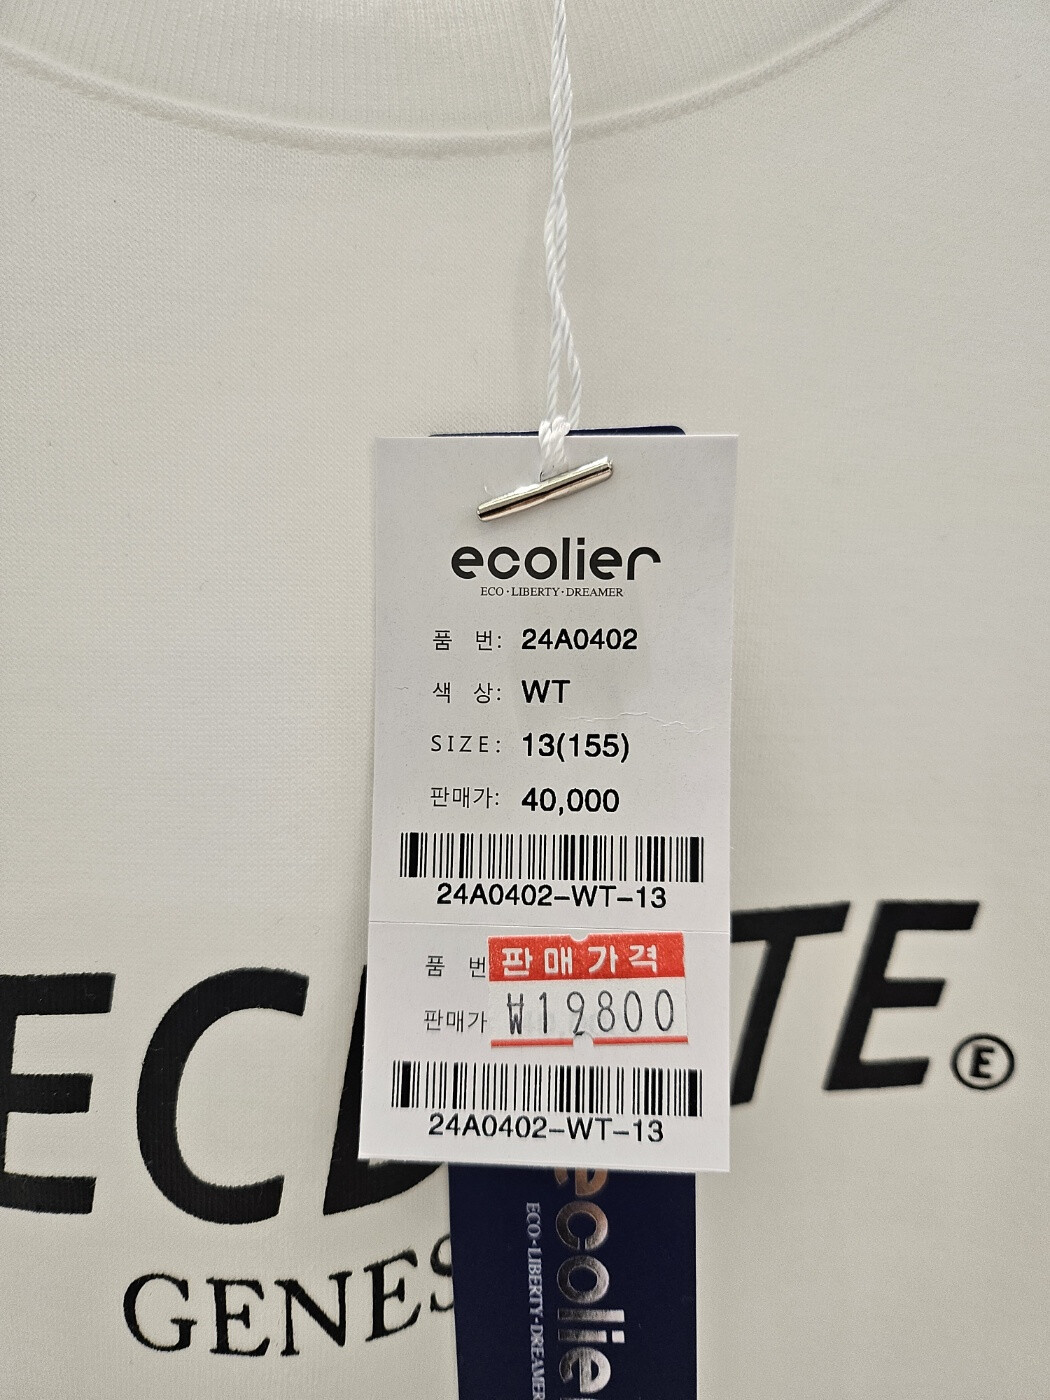 ecolier
ECO·LIBERTY·DREAMER
품 번: 24A0402
색 상: WT
SIZE: 13(155)
판매가: 40,000
24A0402-WT-13
품 번
판매가격
판매가
₩19800
24A0402-WT-13
TE
Ⓔ
EC
GENES
ecolier
ECO·LIBERTY·DREAMER